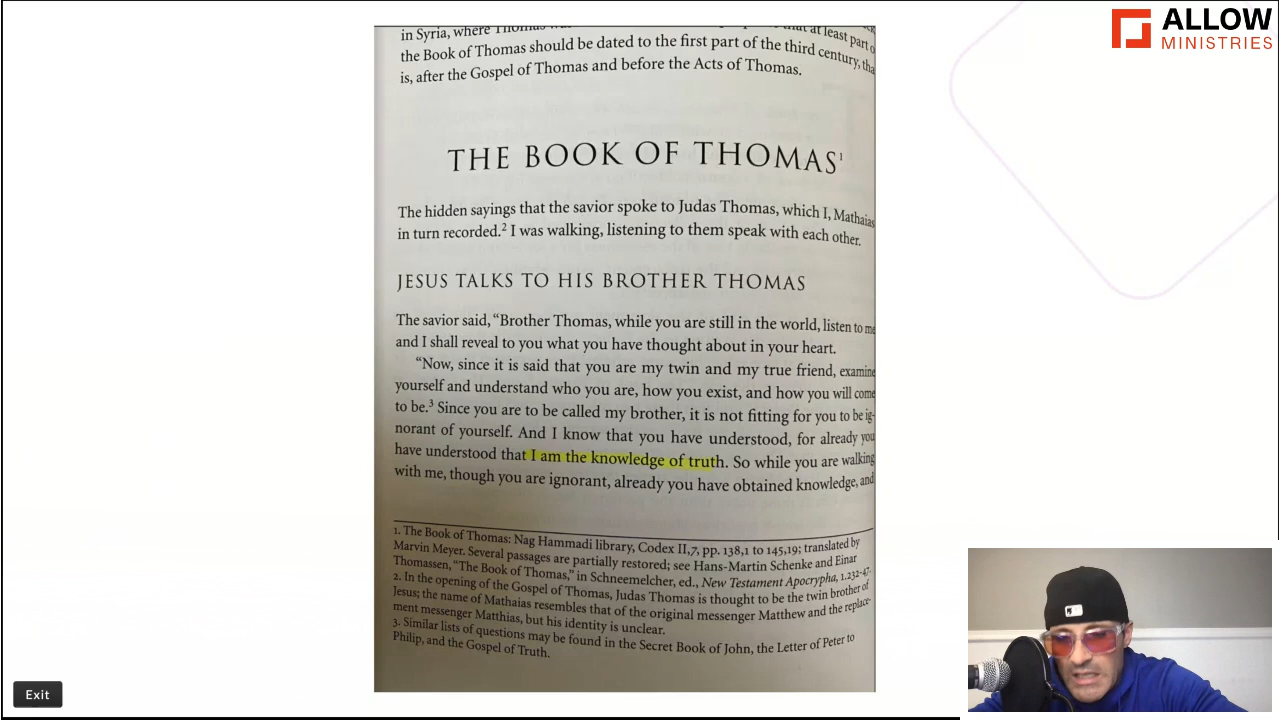 ALLOW
MINISTRIES
in Syria, where Thomas was that at least part o
the Book of Thomas should be dated to the first part of the third century, tha
is, after the Gospel of Thomas and before the Acts of Thomas.
THE BOOK OF THOMAS¹
The hidden sayings that the savior spoke to Judas Thomas, which I, Mathaias
in turn recorded.² I was walking, listening to them speak with each other.
JESUS TALKS TO HIS BROTHER THOMAS
The savior said, “Brother Thomas, while you are still in the world, listen to me
and I shall reveal to you what you have thought about in your heart.
“Now, since it is said that you are my twin and my true friend, examine
yourself and understand who you are, how you exist, and how you will come
to be.³ Since you are to be called my brother, it is not fitting for you to be ig-
norant of yourself. And I know that you have understood, for already you
have understood that I am the knowledge of truth. So while you are walking
with me, though you are ignorant, already you have obtained knowledge, and
1. The Book of Thomas: Nag Hammadi library, Codex II,7, pp. 138,1 to 145,19; translated by
Marvin Meyer. Several passages are partially restored; see Hans-Martin Schenke and Einar
Thomassen, “The Book of Thomas,” in Schneemelcher, ed., New Testament Apocrypha, 1.232-47.
2. In the opening of the Gospel of Thomas, Judas Thomas is thought to be the twin brother of
Jesus; the name of Mathaias resembles that of the original messenger Matthew and the replace-
ment messenger Matthias, but his identity is unclear.
3. Similar lists of questions may be found in the Secret Book of John, the Letter of Peter to
Philip, and the Gospel of Truth.
Exit